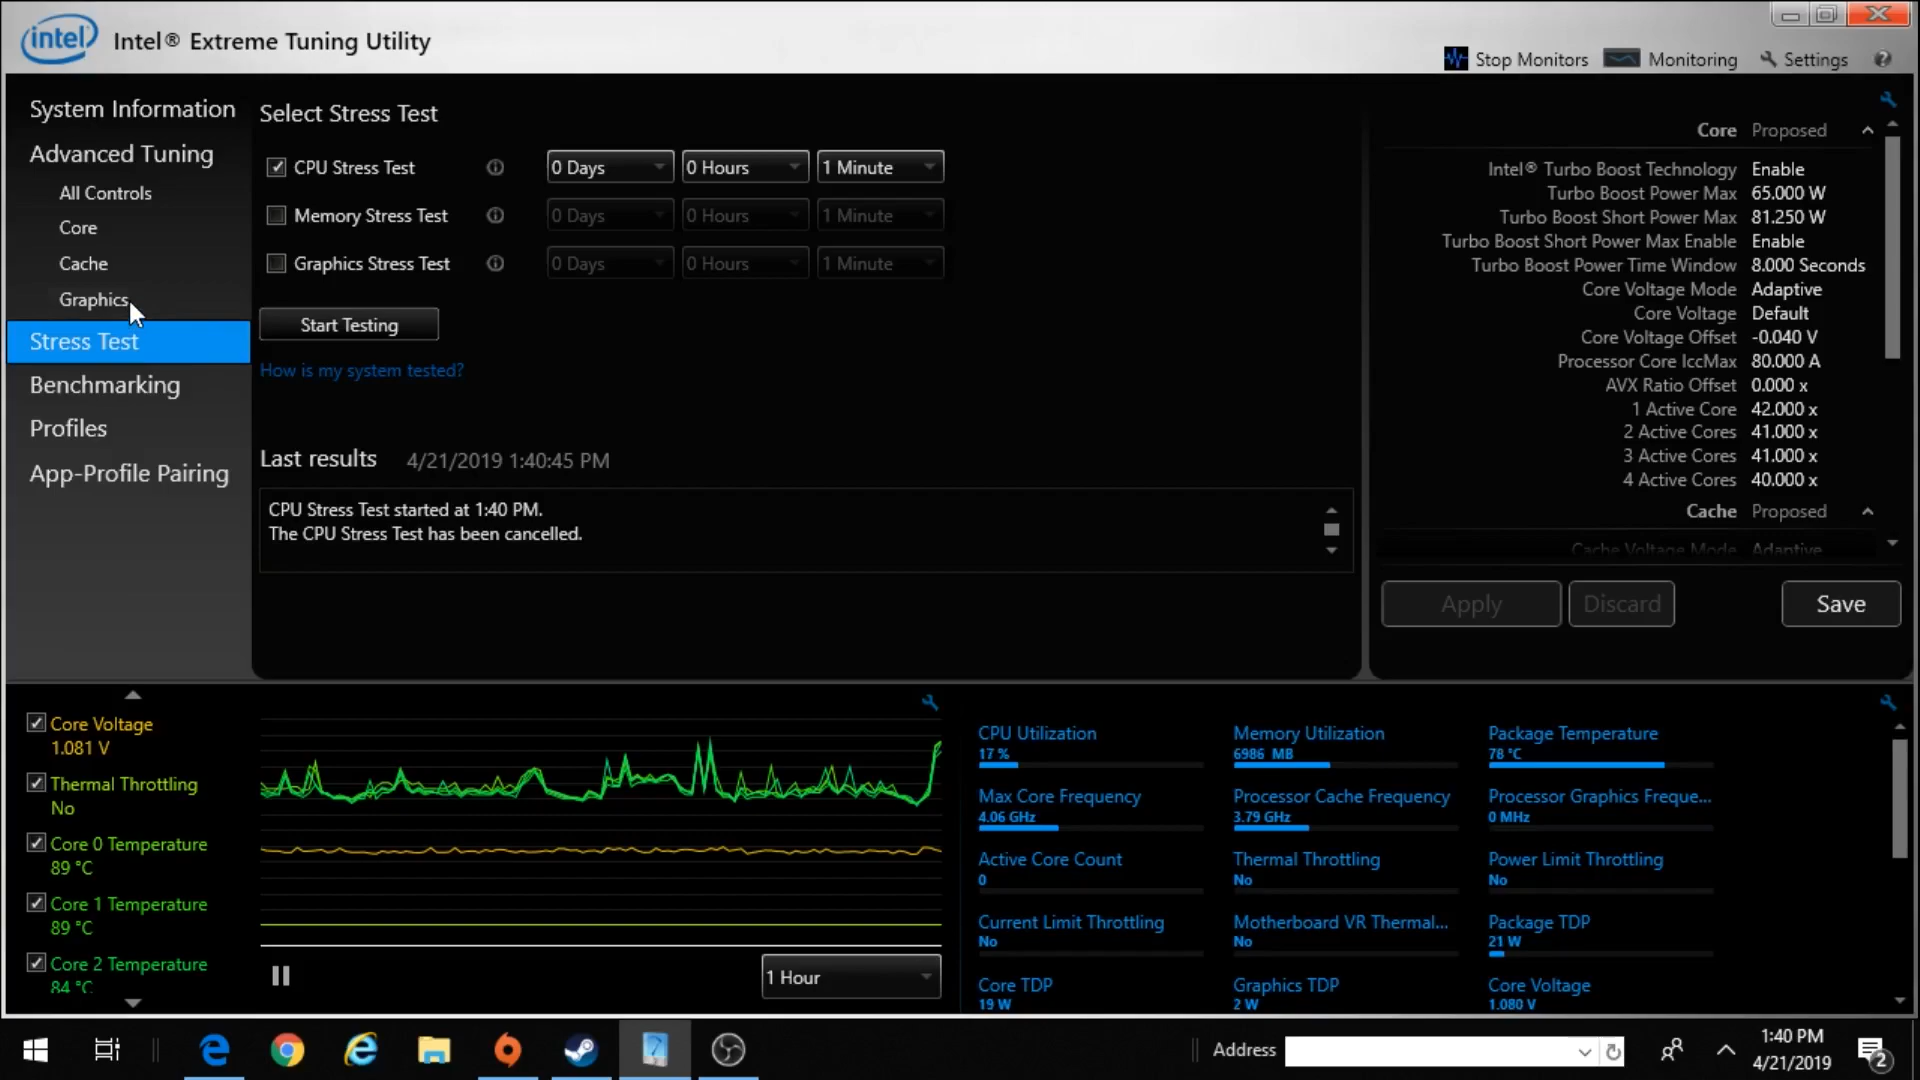 intel
Intel® Extreme Tuning Utility
Stop Monitors
Monitoring
Settings
?
System Information
Advanced Tuning
All Controls
Core
Cache
Graphics
Stress Test
Benchmarking
Profiles
App-Profile Pairing
Select Stress Test
CPU Stress Test 0 Days 0 Hours 1 Minute
Memory Stress Test 0 Days 0 Hours 1 Minute
Graphics Stress Test 0 Days 0 Hours 1 Minute
Start Testing
How is my system tested?
Last results 4/21/2019 1:40:45 PM
CPU Stress Test started at 1:40 PM.
The CPU Stress Test has been cancelled.
Core Proposed
Intel® Turbo Boost Technology Enable
Turbo Boost Power Max 65.000 W
Turbo Boost Short Power Max 81.250 W
Turbo Boost Short Power Max Enable Enable
Turbo Boost Power Time Window 8.000 Seconds
Core Voltage Mode Adaptive
Core Voltage Default
Core Voltage Offset -0.040 V
Processor Core IccMax 80.000 A
AVX Ratio Offset 0.000 x
1 Active Core 42.000 x
2 Active Cores 41.000 x
3 Active Cores 41.000 x
4 Active Cores 40.000 x
Cache Proposed
Cache Voltage Mode Adaptive
Apply
Discard
Save
Core Voltage
1.081 V
Thermal Throttling
No
Core 0 Temperature
89 °C
Core 1 Temperature
89 °C
Core 2 Temperature
84 °C
1 Hour
CPU Utilization
17 %
Memory Utilization
6986 MB
Package Temperature
78 °C
Max Core Frequency
4.06 GHz
Processor Cache Frequency
3.79 GHz
Processor Graphics Freque...
0 MHz
Active Core Count
0
Thermal Throttling
No
Power Limit Throttling
No
Current Limit Throttling
No
Motherboard VR Thermal...
No
Package TDP
21 W
Core TDP
19 W
Graphics TDP
2 W
Core Voltage
1.080 V
Address
1:40 PM
4/21/2019
2